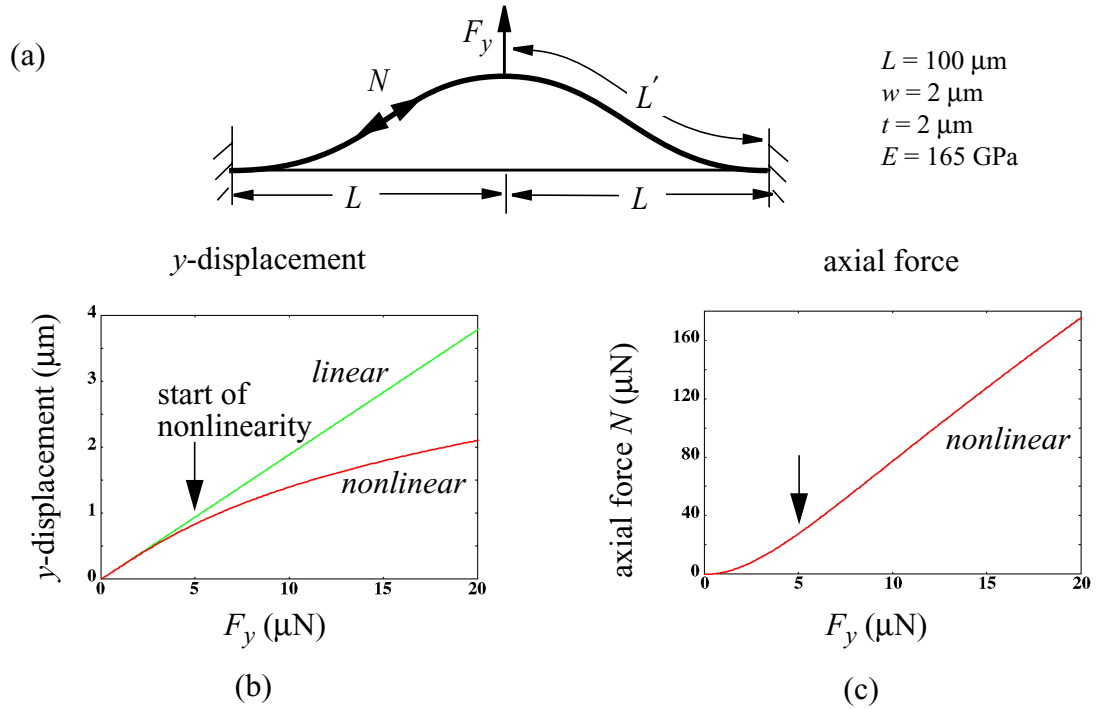 (a)
F_y
N
L′
L
L
L = 100 μm
w = 2 μm
t = 2 μm
E = 165 GPa
y-displacement
axial force
y-displacement (μm)
4
3
2
1
0
linear
start of
nonlinearity
nonlinear
0
5
10
15
20
F_y (μN)
(b)
axial force N (μN)
160
120
80
40
0
nonlinear
0
5
10
15
20
F_y (μN)
(c)